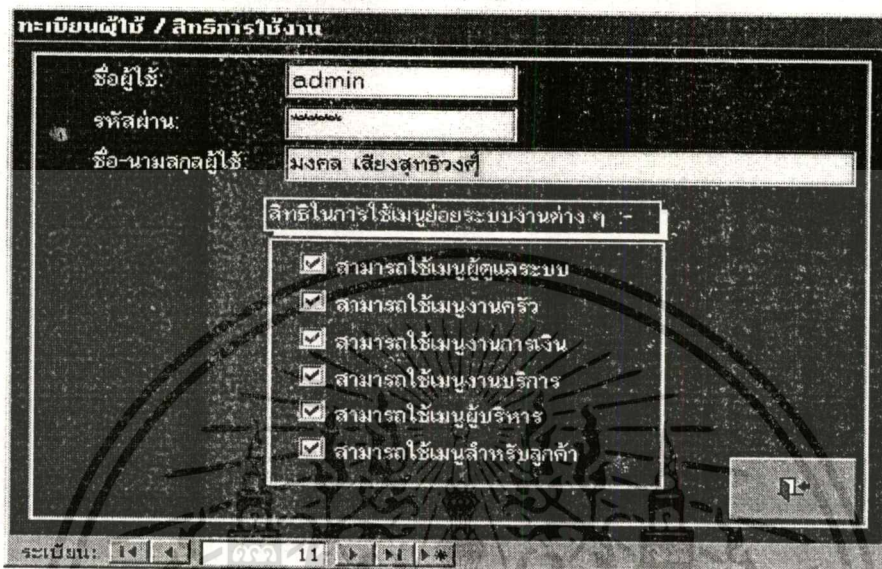 ทะเบียนผู้ใช้ / สิทธิการใช้งาน
ชื่อผู้ใช้: admin
รหัสผ่าน: ******
ชื่อ-นามสกุลผู้ใช้: มงคล เสียงสุทธิวงศ์
สิทธิในการใช้เมนูย่อยระบบงานต่าง ๆ :-
สามารถใช้เมนูผู้ดูแลระบบ
สามารถใช้เมนูงานครัว
สามารถใช้เมนูงานการเงิน
สามารถใช้เมนูงานบริการ
สามารถใช้เมนูผู้บริหาร
สามารถใช้เมนูสำหรับลูกค้า
ระเบียน: 11